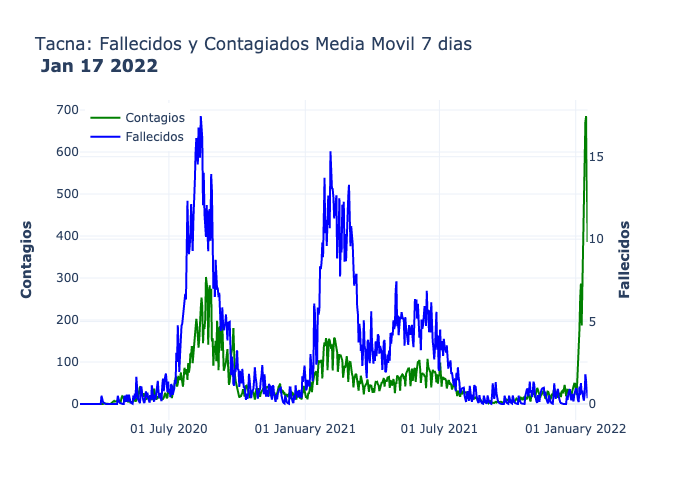 Tacna: Fallecidos y Contagiados Media Movil 7 dias
Jan 17 2022
700
600
500
400
300
200
100
0
Contagios
Fallecidos
15
10
5
0
Contagios
Fallecidos
01 July 2020
01 January 2021
01 July 2021
01 January 2022